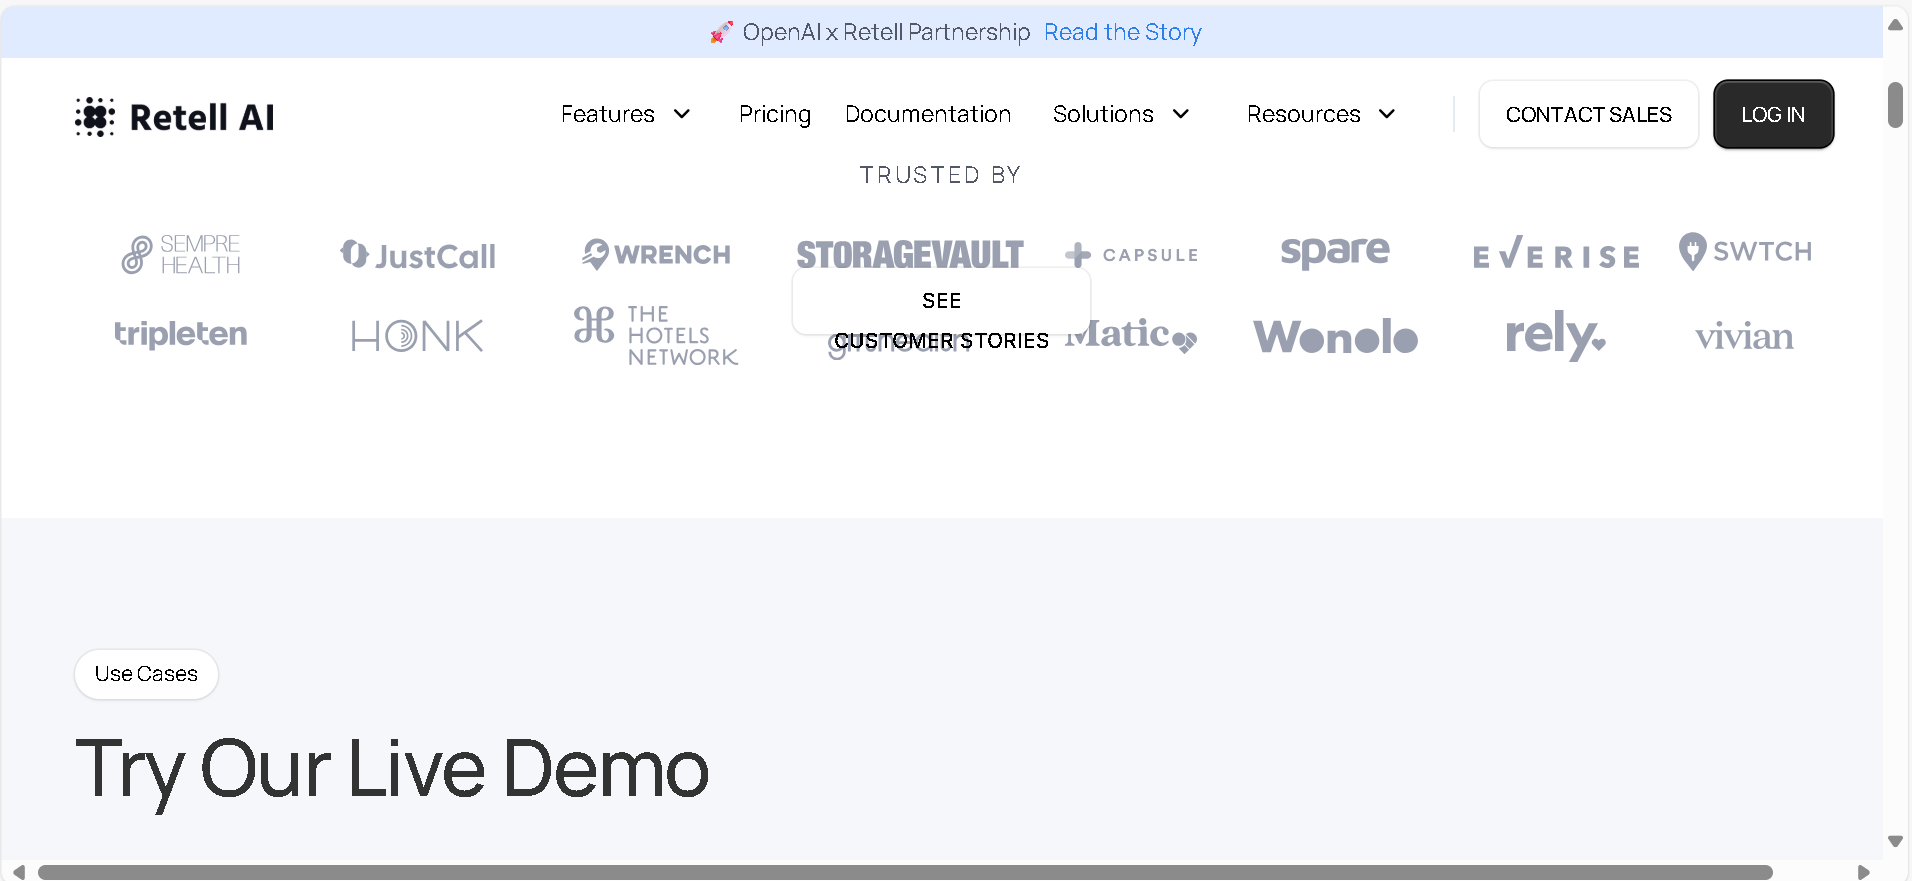 🚀 OpenAI x Retell Partnership Read the Story
Retell AI
Features Pricing Documentation Solutions Resources CONTACT SALES LOG IN
TRUSTED BY
SEMPRE HEALTH
JustCall
WRENCH
STORAGEVAULT
CAPSULE
spare
EVERISE
SWTCH
SEE
CUSTOMER STORIES
tripleten
HONK
THE
HOTELS
NETWORK
Matic
Wonolo
rely
vivian
Use Cases
Try Our Live Demo